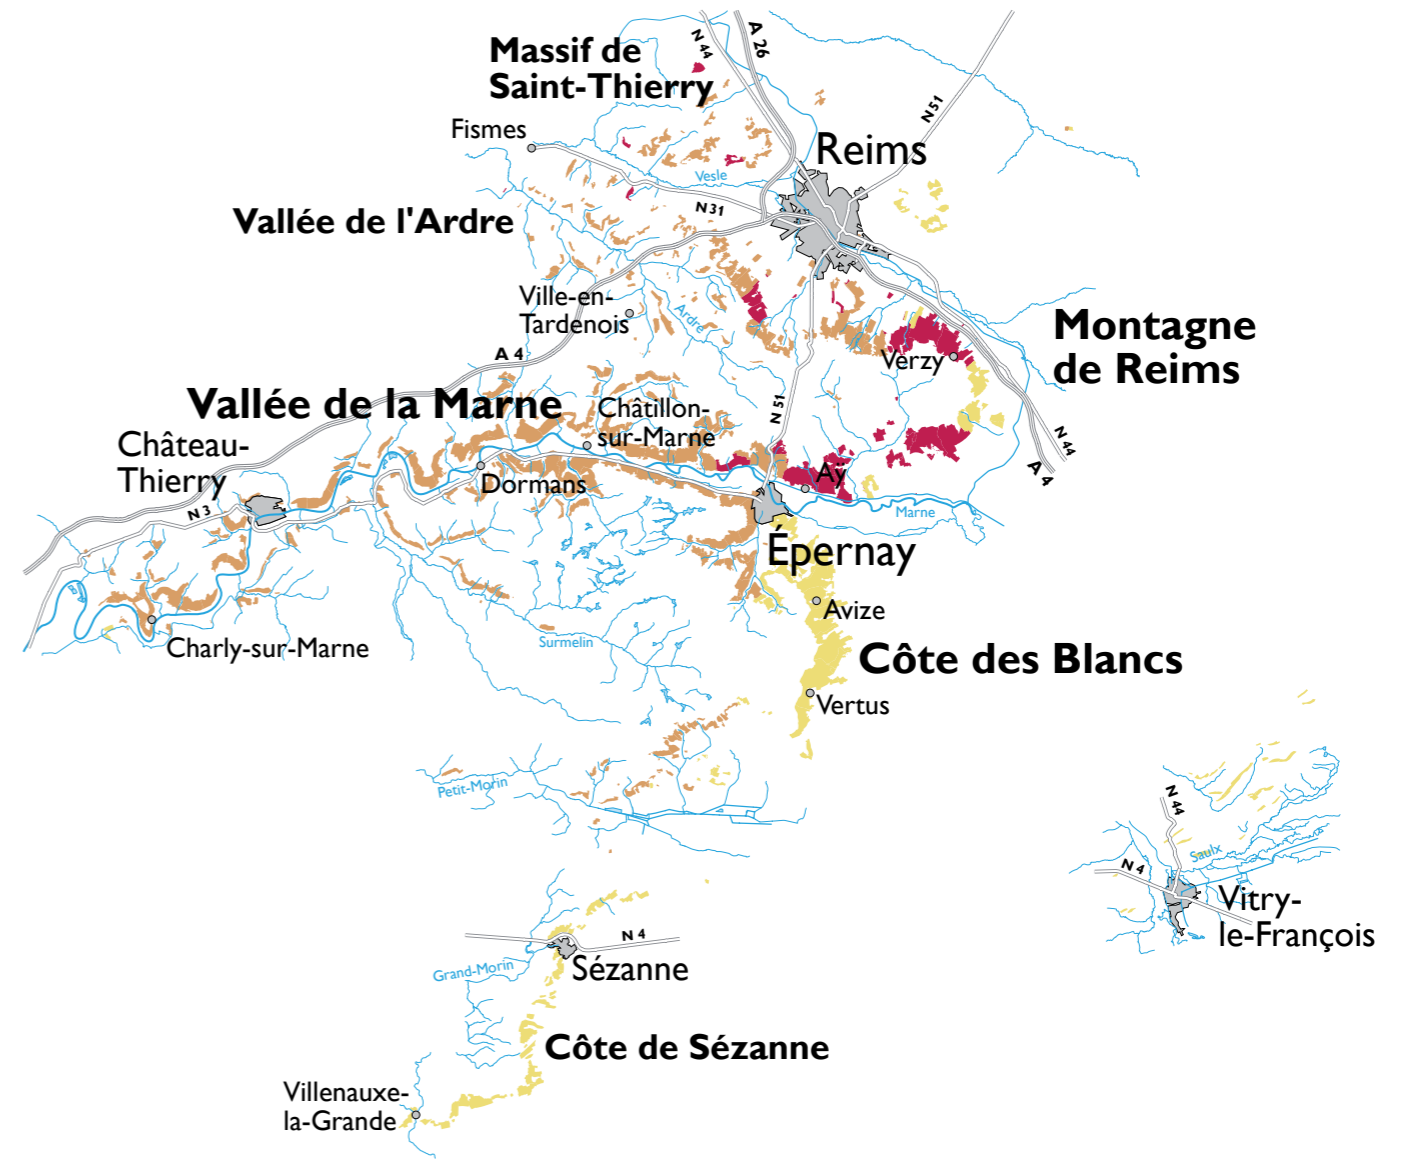 N 44
A 26
Massif de
Saint-Thierry
Fismes
Reims
N51
Vesle
N31
Vallée de l'Ardre
Ville-en-
Tardenois
Ardre
Montagne
de Reims
A 4
Verzy
Vallée de la Marne
Châtillon-
sur-Marne
N 51
Château-
Thierry
N 44
A 4
Dormans
Aÿ
N 3
Marne
Épernay
Avize
Charly-sur-Marne
Surmelin
Côte des Blancs
Vertus
Petit-Morin
N 44
Saulx
N 4
Vitry-
le-François
N 4
Grand-Morin
Sézanne
Côte de Sézanne
Villenauxe-
la-Grande